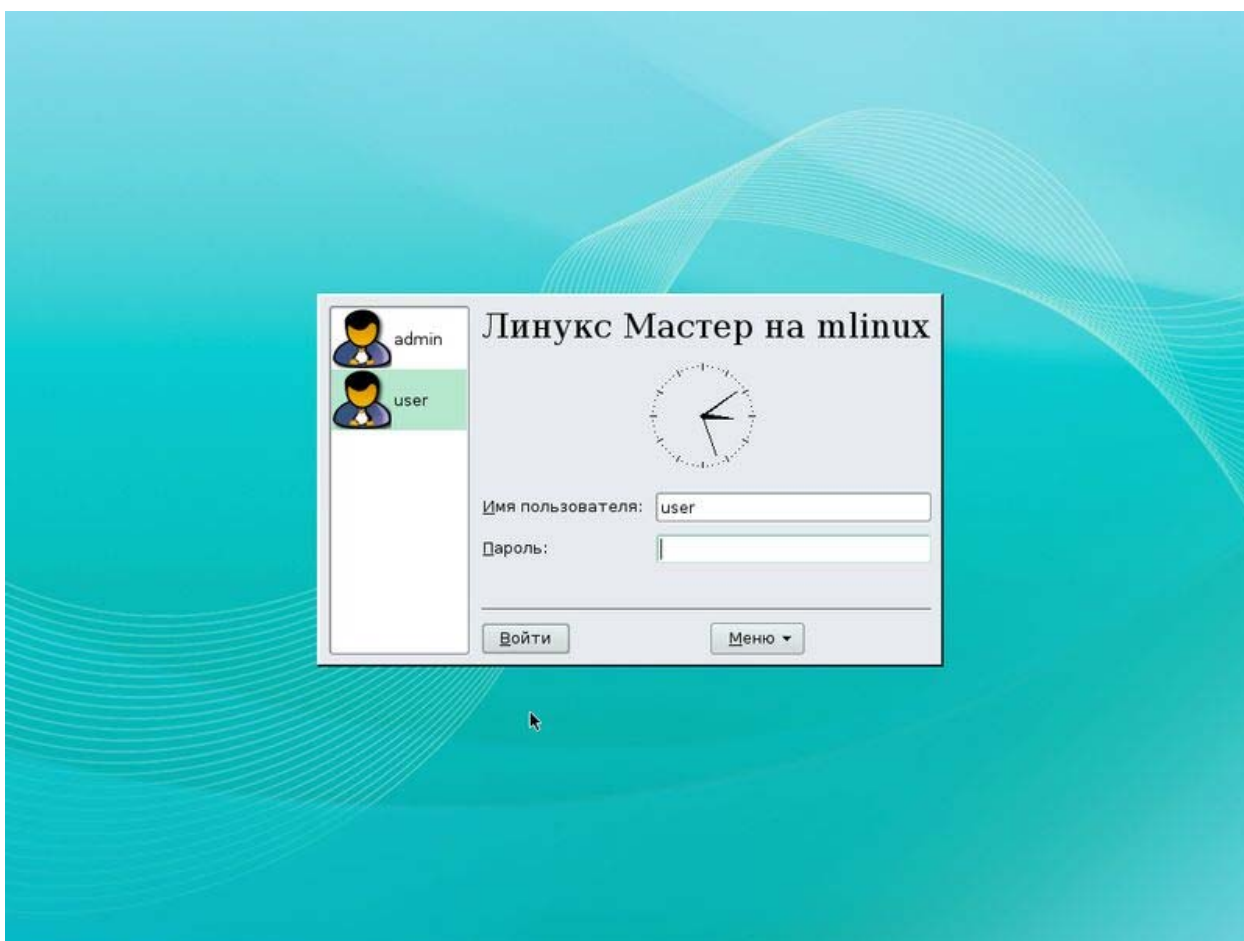 admin
user
Линукс Мастер на mlinux
Имя пользователя: user
Пароль:
Войти
Меню